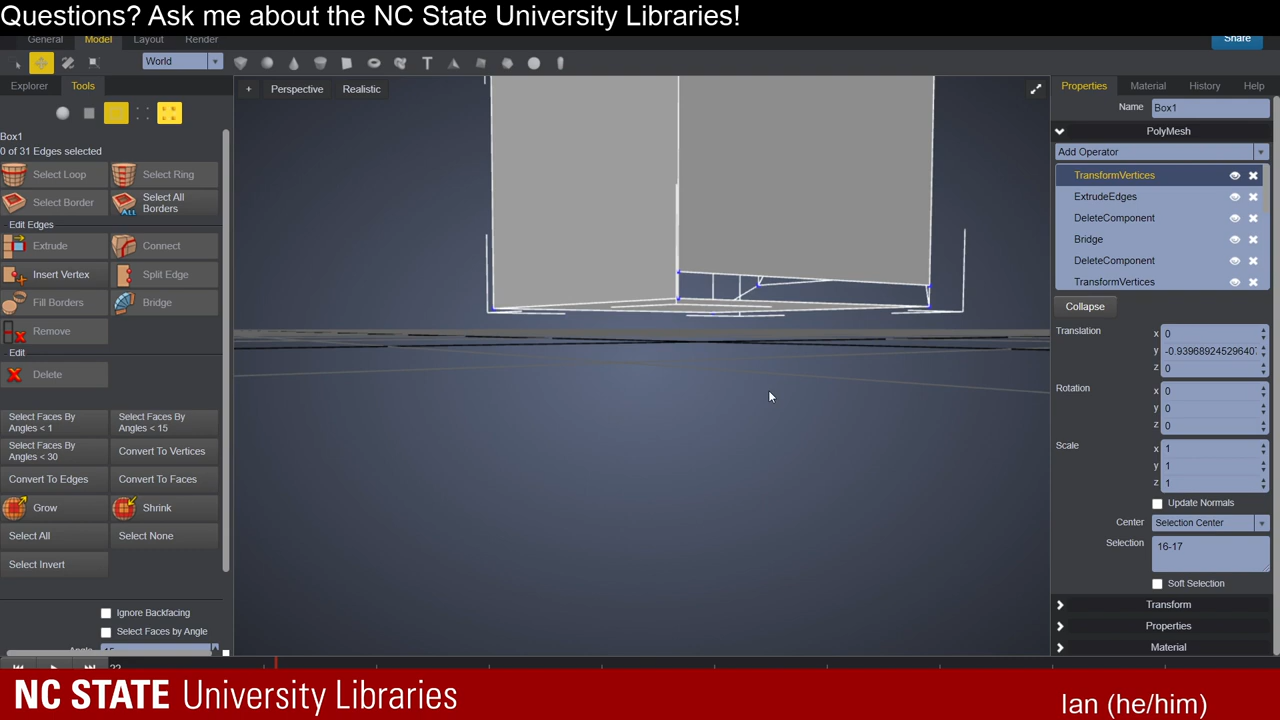 Questions? Ask me about the NC State University Libraries!
General Model Layout Render Share
World
Explorer Tools
+ Perspective Realistic
Properties Material History Help
Name Box1
PolyMesh
Add Operator
TransformVertices
ExtrudeEdges
DeleteComponent
Bridge
DeleteComponent
TransformVertices
Collapse
Translation x 0
y -0.93968924529640
z 0
Rotation x 0
y 0
z 0
Scale x 1
y 1
z 1
Update Normals
Center Selection Center
Selection 16-17
Soft Selection
Transform
Properties
Material
Box1
0 of 31 Edges selected
Select Loop Select Ring
Select Border Select All Borders
Edit Edges
Extrude Connect
Insert Vertex Split Edge
Fill Borders Bridge
Remove
Edit
Delete
Select Faces By Angles < 1 Select Faces By Angles < 15
Select Faces By Angles < 30 Convert To Vertices
Convert To Edges Convert To Faces
Grow Shrink
Select All Select None
Select Invert
Ignore Backfacing
Select Faces by Angle
Angle 15
22
NC STATE University Libraries
Ian (he/him)